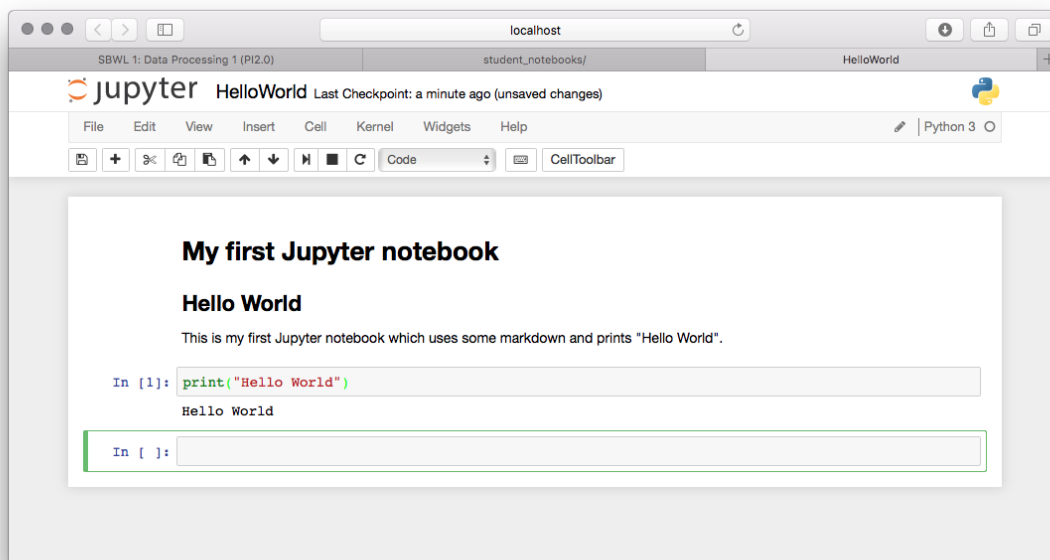 localhost
SBWL 1: Data Processing 1 (PI2.0) student_notebooks/ HelloWorld
jupyter HelloWorld Last Checkpoint: a minute ago (unsaved changes)
File Edit View Insert Cell Kernel Widgets Help Python 3
Code CellToolbar
My first Jupyter notebook
Hello World
This is my first Jupyter notebook which uses some markdown and prints "Hello World".
In [1]: print("Hello World")
Hello World
In [ ]: